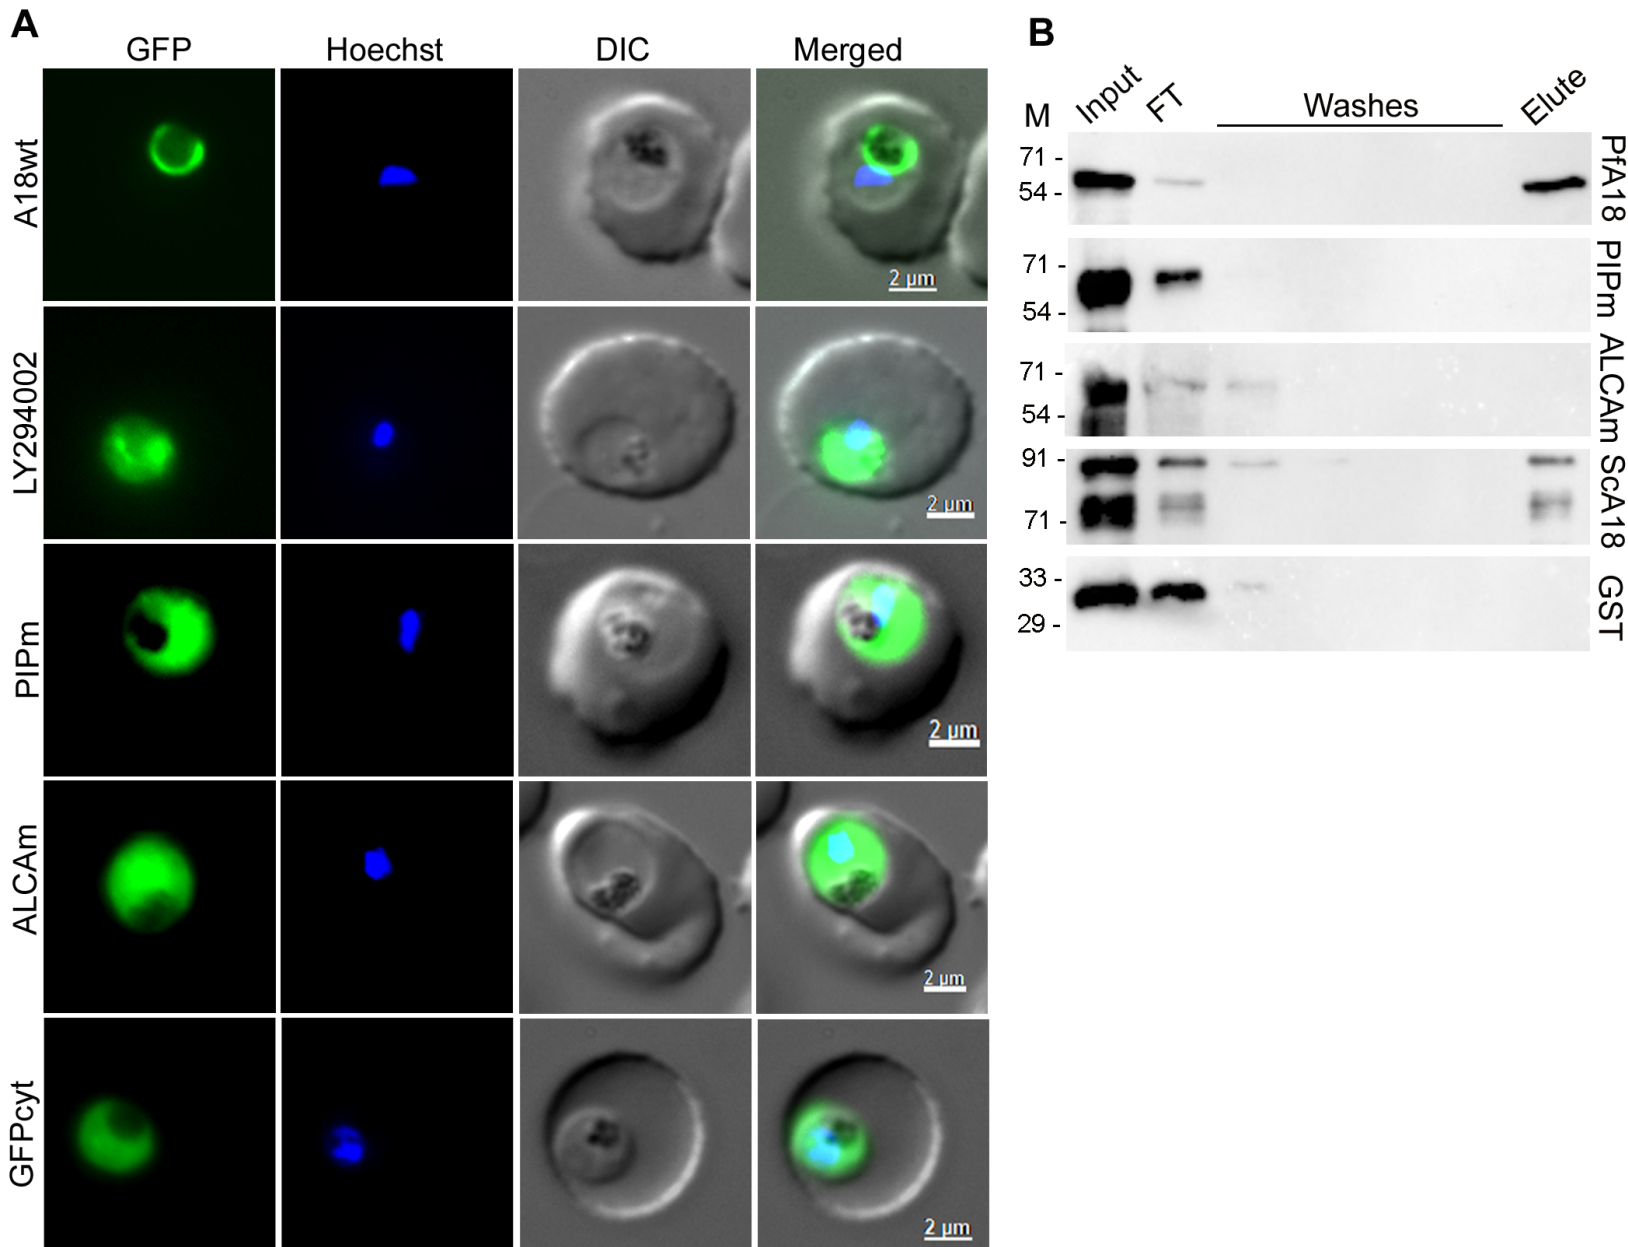 A
GFP Hoechst DIC Merged
A18wt
2 µm
LY294002
2 µm
PIPm
2 µm
ALCAm
2 µm
GFPcyt
2 µm
B
M Input FT Washes Elute
71 -
54 -
PfA18
71 -
54 -
PIPm
71 -
54 -
ALCAm
91 -
71 -
ScA18
33 -
29 -
GST